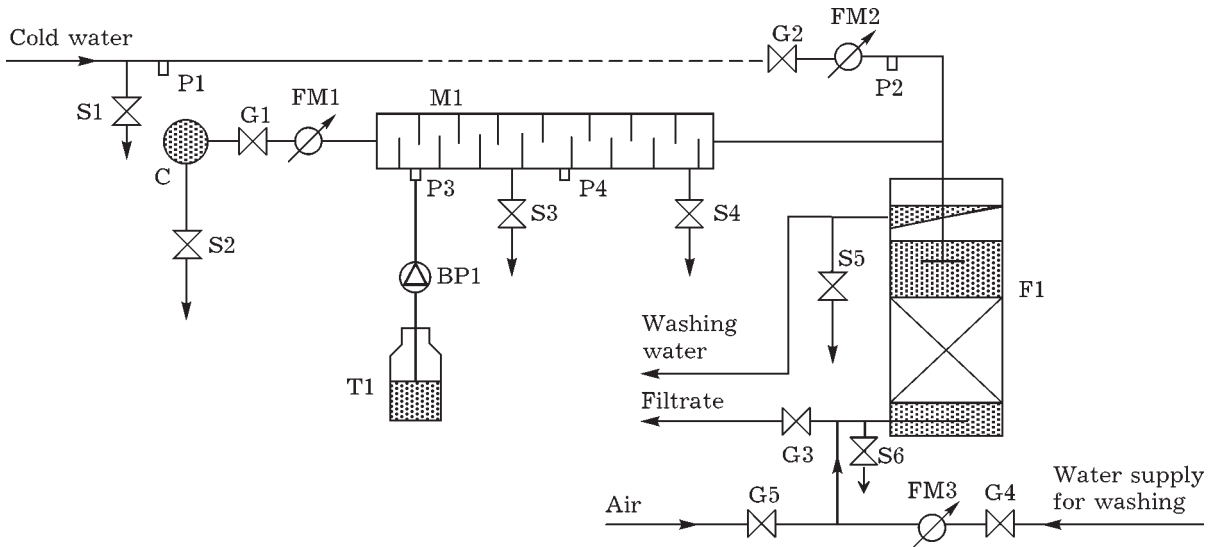 Cold water
G2
FM2
P1
P2
S1
G1
FM1
M1
C
P3
P4
S2
S3
S4
BP1
S5
F1
Washing
water
T1
Filtrate
G3
S6
Air
G5
FM3
G4
Water supply
for washing